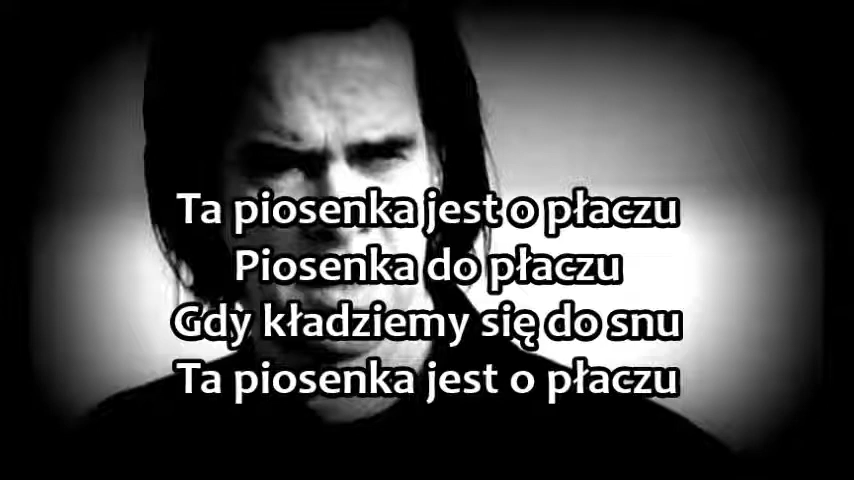 Ta piosenka jest o płaczu
Piosenka do płaczu
Gdy kładziemy się do snu
Ta piosenka jest o płaczu